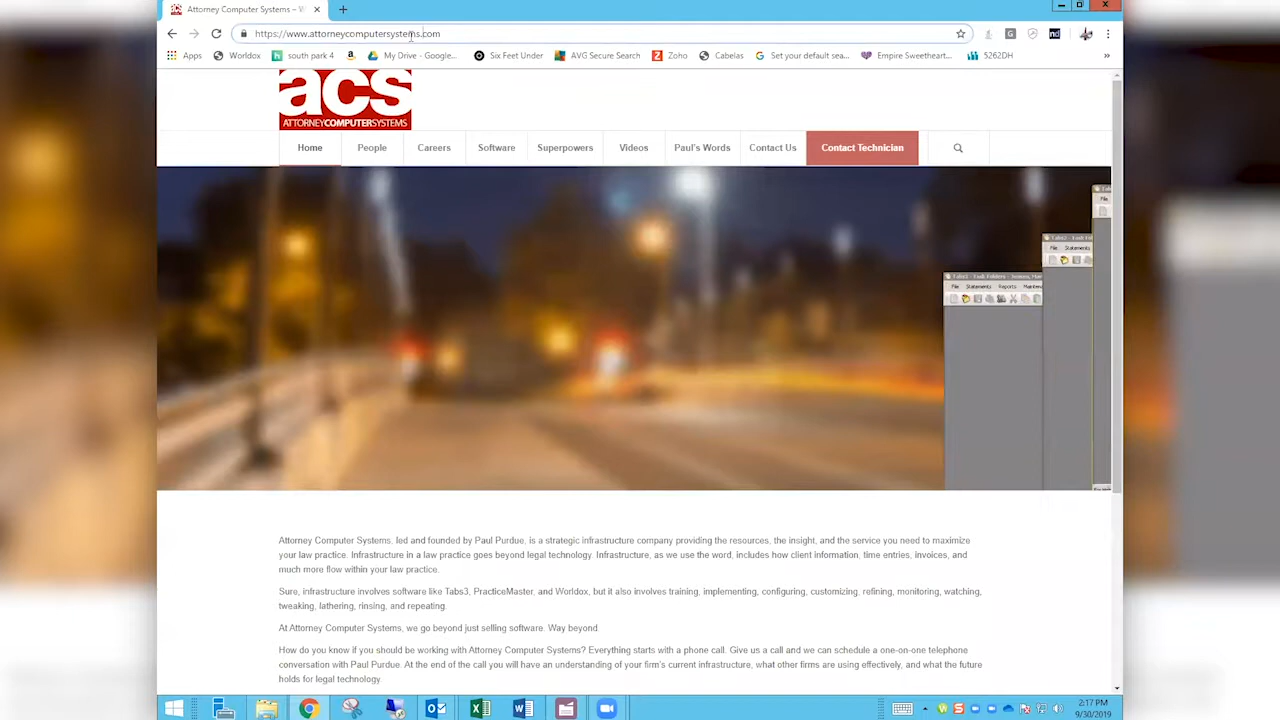 Attorney Computer Systems – W
https://www.attorneycomputersystems.com
G
nd
Apps
Worldox
south park 4
My Drive - Google...
Six Feet Under
AVG Secure Search
Zoho
Cabelas
Set your default sea...
Empire Sweetheart...
5262DH
»
acs
ATTORNEYCOMPUTERSYSTEMS
Home
People
Careers
Software
Superpowers
Videos
Paul's Words
Contact Us
Contact Technician
File
File Statements
File Statements Reports
Attorney Computer Systems, led and founded by Paul Purdue, is a strategic infrastructure company providing the resources, the insight, and the service you need to maximize
your law practice. Infrastructure in a law practice goes beyond legal technology. Infrastructure, as we use the word, includes how client information, time entries, invoices, and
much more flow within your law practice.
Sure, infrastructure involves software like Tabs3, PracticeMaster, and Worldox, but it also involves training, implementing, configuring, customizing, refining, monitoring, watching,
tweaking, lathering, rinsing, and repeating.
At Attorney Computer Systems, we go beyond just selling software. Way beyond
How do you know if you should be working with Attorney Computer Systems? Everything starts with a phone call. Give us a call and we can schedule a one-on-one telephone
conversation with Paul Purdue. At the end of the call you will have an understanding of your firm's current infrastructure, what other firms are using effectively, and what the future
holds for legal technology.
2:17 PM
9/30/2019